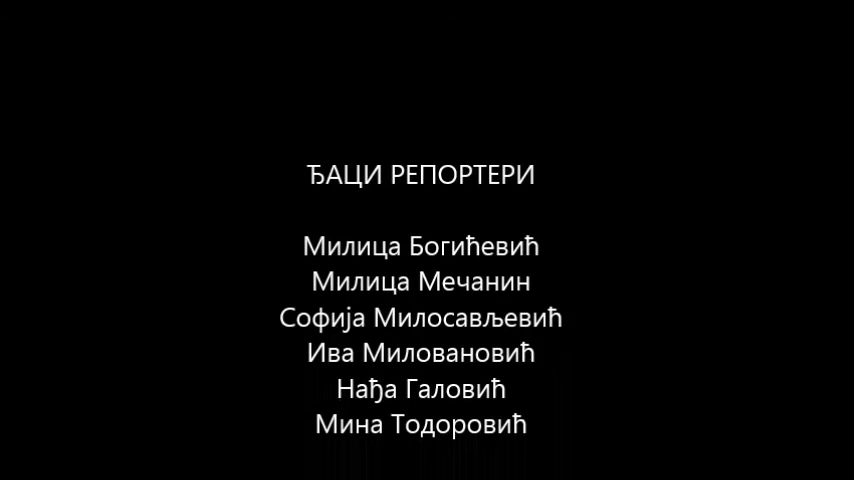 ЂАЦИ РЕПОРТЕРИ
Милица Богићевић
Милица Мечанин
Софија Милосављевић
Ива Миловановић
Нађа Галовић
Мина Тодоровић